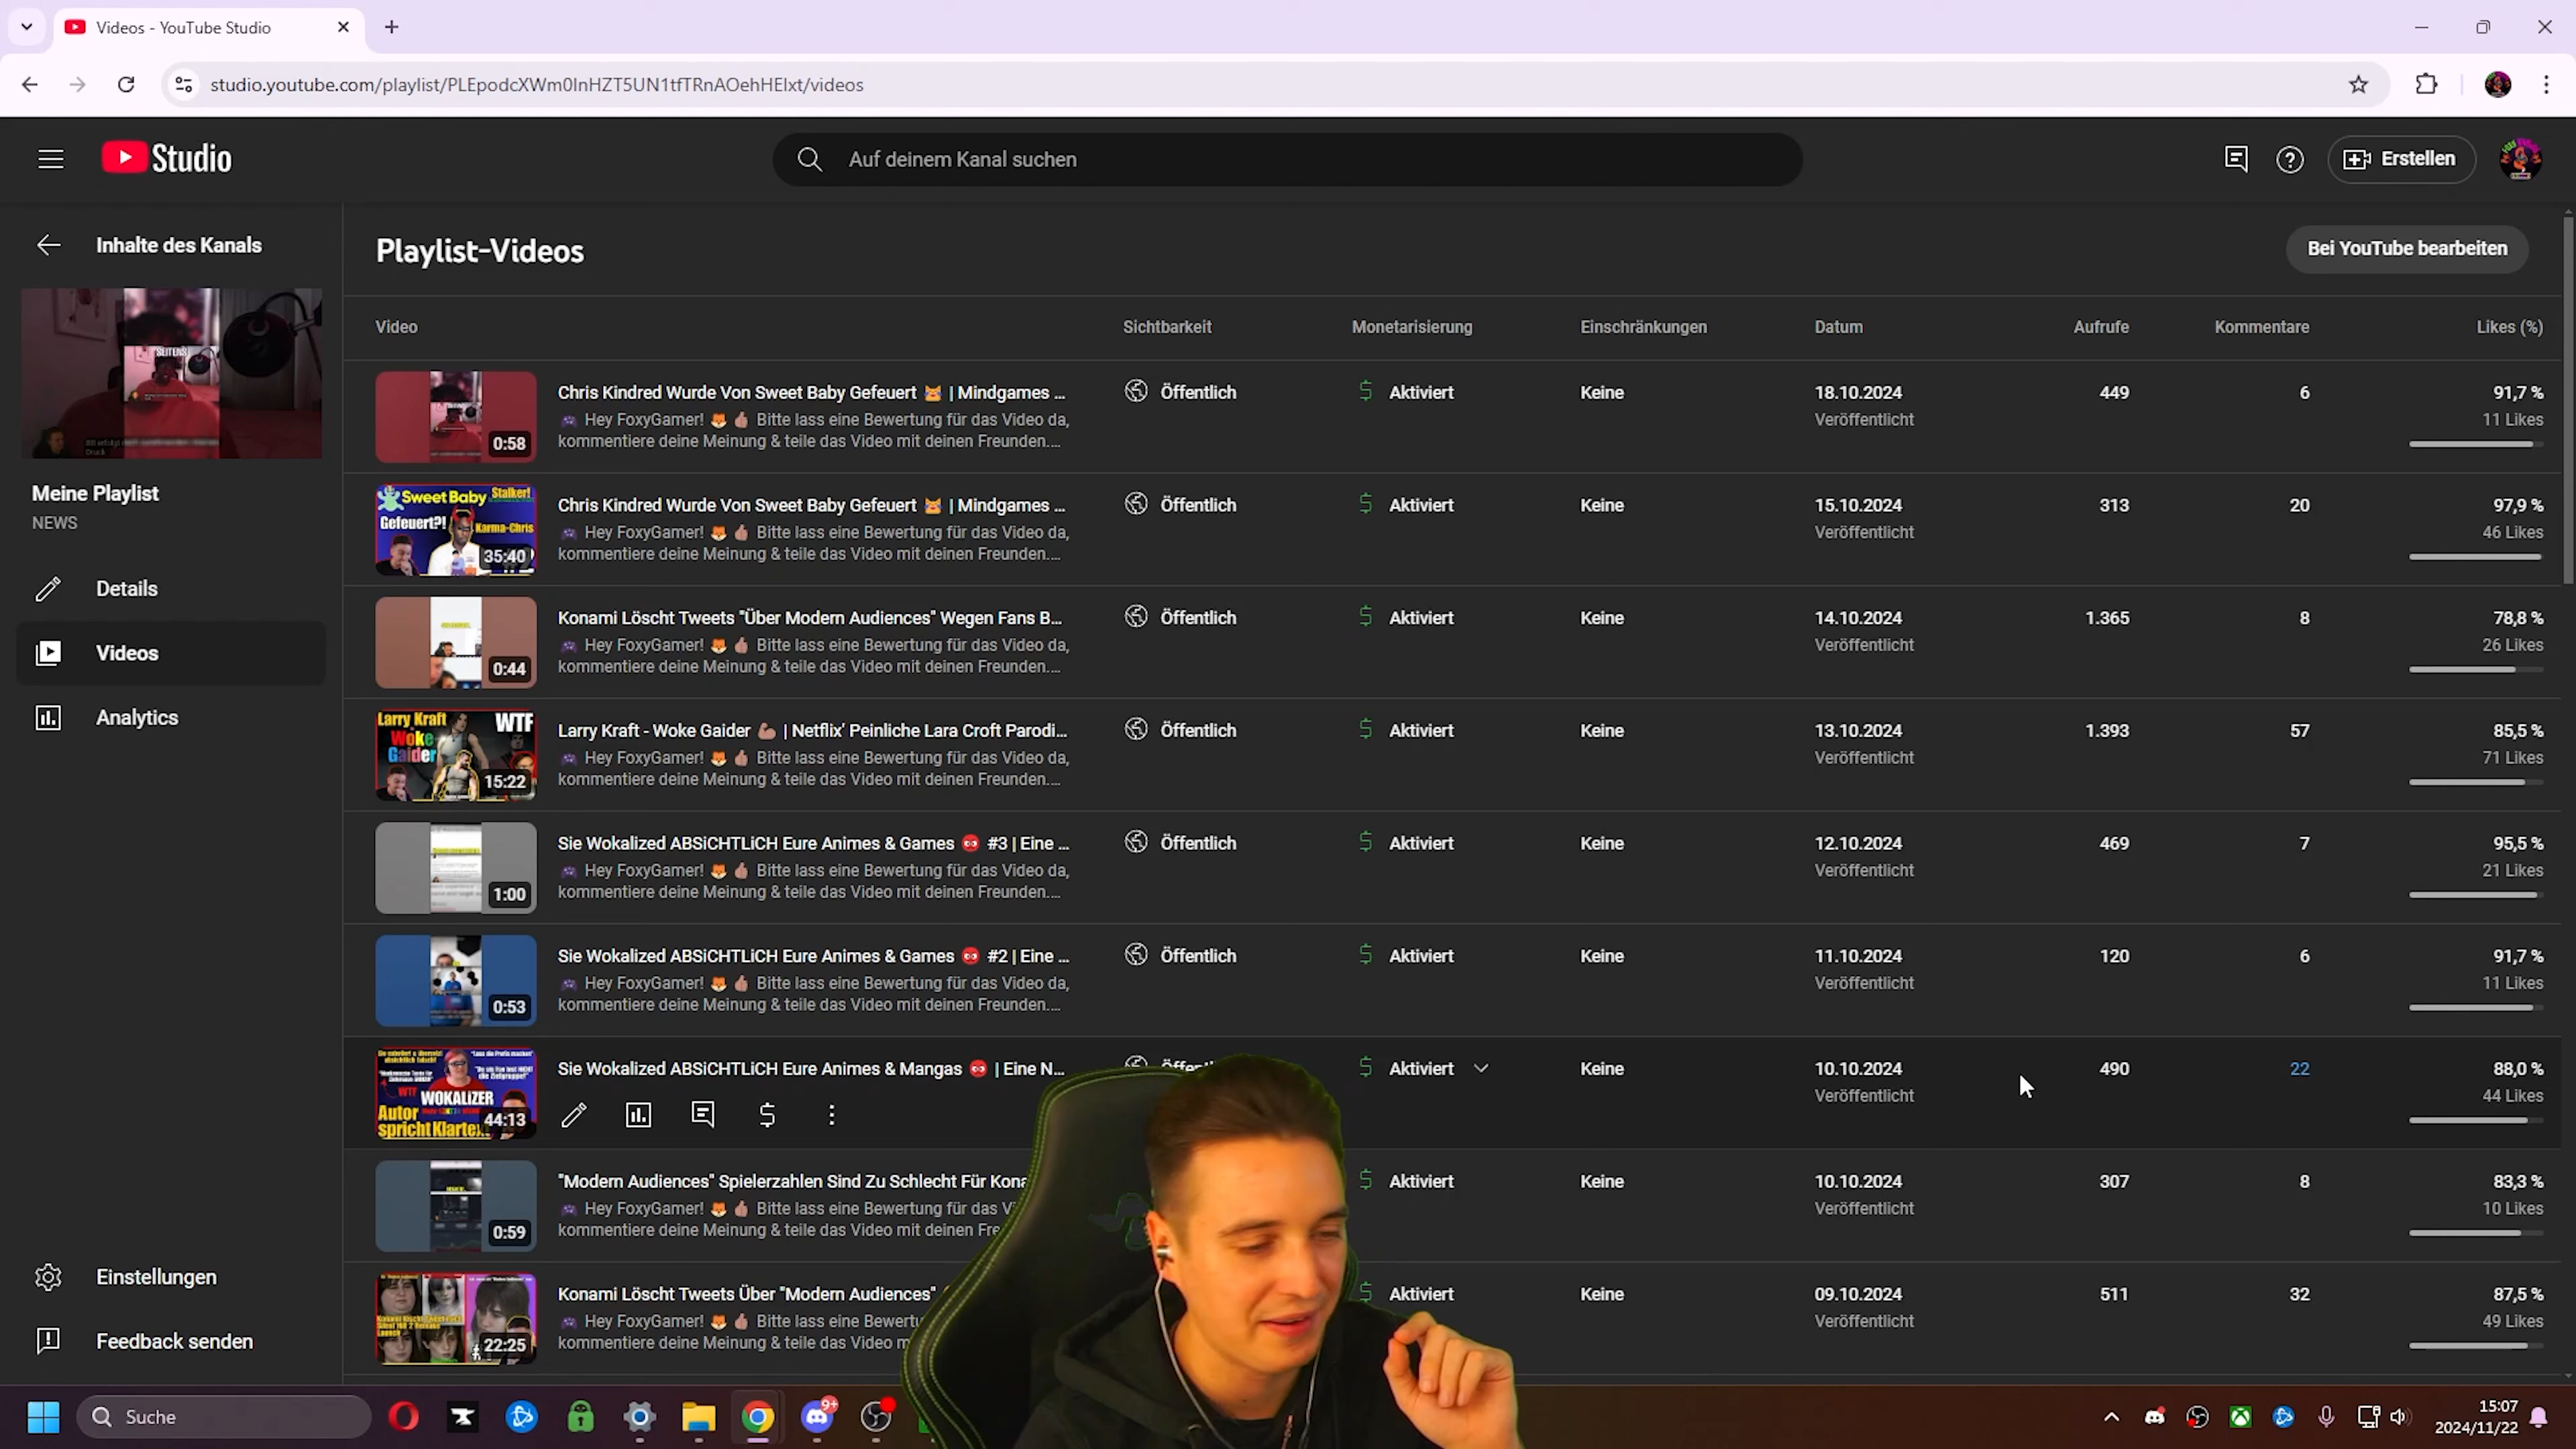 Videos - YouTube Studio
studio.youtube.com/playlist/PLEpodcXWm0InHZT5UN1tfTRnAOehHEIxt/videos
Studio
Auf deinem Kanal suchen
Erstellen
Inhalte des Kanals
Meine Playlist
NEWS
Details
Videos
Analytics
Einstellungen
Feedback senden
Playlist-Videos
Bei YouTube bearbeiten
Video Sichtbarkeit Monetarisierung Einschränkungen Datum Aufrufe Kommentare Likes (%)
Chris Kindred Wurde Von Sweet Baby Gefeuert 😹 | Mindgames ... Öffentlich Aktiviert Keine 18.10.2024 449 6 91,7 %
🎮 Hey FoxyGamer! 🦊 👍🏽 Bitte lass eine Bewertung für das Video da, Veröffentlicht 11 Likes
kommentiere deine Meinung & teile das Video mit deinen Freunden....
0:58
Chris Kindred Wurde Von Sweet Baby Gefeuert 😹 | Mindgames ... Öffentlich Aktiviert Keine 15.10.2024 313 20 97,9 %
🎮 Hey FoxyGamer! 🦊 👍🏽 Bitte lass eine Bewertung für das Video da, Veröffentlicht 46 Likes
kommentiere deine Meinung & teile das Video mit deinen Freunden....
Sweet Baby Stalker!
Gefeuert?! Karma-Chris
35:40
Konami Löscht Tweets "Über Modern Audiences" Wegen Fans B... Öffentlich Aktiviert Keine 14.10.2024 1.365 8 78,8 %
🎮 Hey FoxyGamer! 🦊 👍🏽 Bitte lass eine Bewertung für das Video da, Veröffentlicht 26 Likes
kommentiere deine Meinung & teile das Video mit deinen Freunden....
0:44
Larry Kraft - Woke Gaider 💪🏽 | Netflix' Peinliche Lara Croft Parodi... Öffentlich Aktiviert Keine 13.10.2024 1.393 57 85,5 %
🎮 Hey FoxyGamer! 🦊 👍🏽 Bitte lass eine Bewertung für das Video da, Veröffentlicht 71 Likes
kommentiere deine Meinung & teile das Video mit deinen Freunden....
Larry Kraft WTF
Woke
Gaider
15:22
Sie Wokalized ABSiCHTLiCH Eure Animes & Games #3 | Eine ... Öffentlich Aktiviert Keine 12.10.2024 469 7 95,5 %
🎮 Hey FoxyGamer! 🦊 👍🏽 Bitte lass eine Bewertung für das Video da, Veröffentlicht 21 Likes
kommentiere deine Meinung & teile das Video mit deinen Freunden....
1:00
Sie Wokalized ABSiCHTLiCH Eure Animes & Games #2 | Eine ... Öffentlich Aktiviert Keine 11.10.2024 120 6 91,7 %
🎮 Hey FoxyGamer! 🦊 👍🏽 Bitte lass eine Bewertung für das Video da, Veröffentlicht 11 Likes
kommentiere deine Meinung & teile das Video mit deinen Freunden....
0:53
Sie Wokalized ABSiCHTLiCH Eure Animes & Mangas | Eine N... Aktiviert Keine 10.10.2024 490 22 88,0 %
Veröffentlicht 44 Likes
WTF WOKALiZER
Autor
spricht Klartext
44:13
"Modern Audiences" Spielerzahlen Sind Zu Schlecht Für Kona Aktiviert Keine 10.10.2024 307 8 83,3 %
🎮 Hey FoxyGamer! 🦊 👍🏽 Bitte lass eine Bewertung für das Vi Veröffentlicht 10 Likes
kommentiere deine Meinung & teile das Video mit deinen Fre
0:59
Konami Löscht Tweets Über "Modern Audiences" Aktiviert Keine 09.10.2024 511 32 87,5 %
🎮 Hey FoxyGamer! 🦊 👍🏽 Bitte lass eine Bewertu Veröffentlicht 49 Likes
kommentiere deine Meinung & teile das Video m
22:25
Suche
9+
15:07
2024/11/22